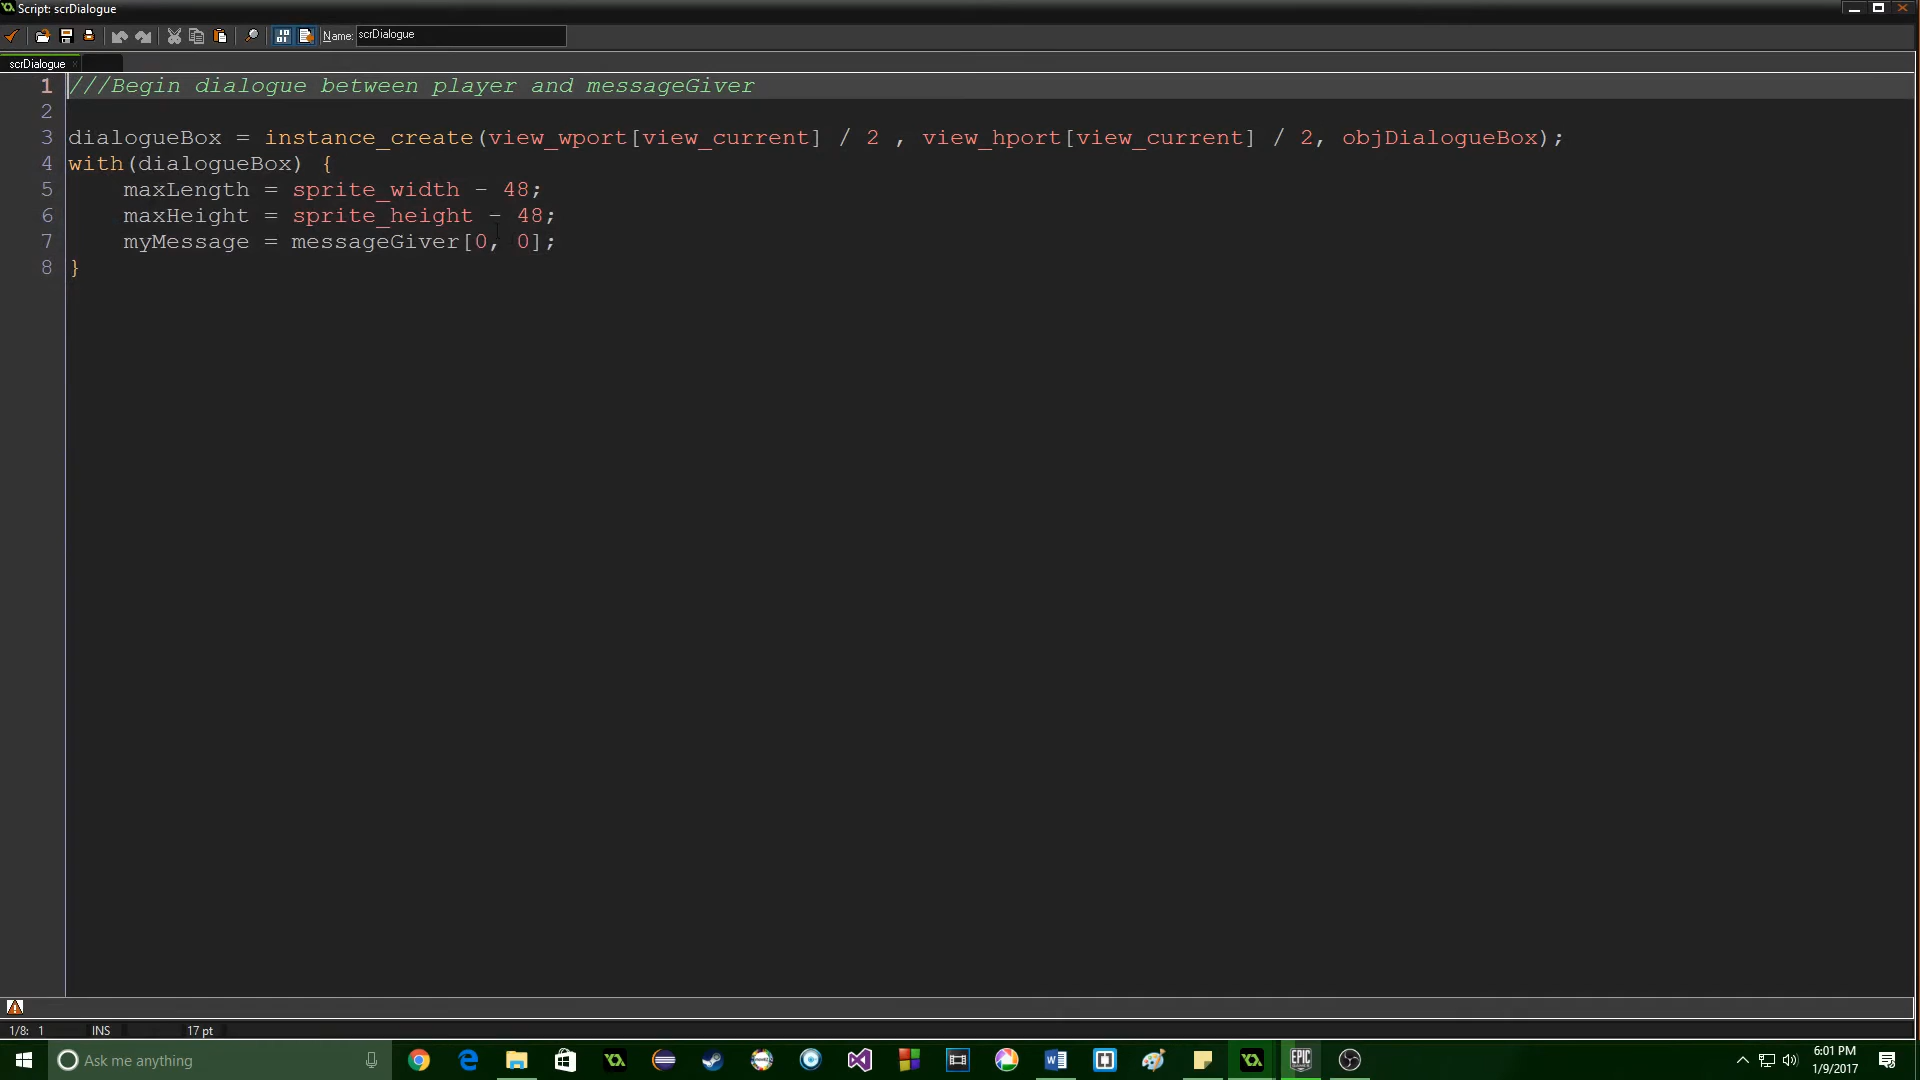 Script: scrDialogue
Name: scrDialogue
scrDialogue
1 ///Begin dialogue between player and messageGiver
2
3 dialogueBox = instance_create(view_wport[view_current] / 2 , view_hport[view_current] / 2, objDialogueBox);
4 with(dialogueBox) {
5 maxLength = sprite_width - 48;
6 maxHeight = sprite_height - 48;
7 myMessage = messageGiver[0, 0];
8 }
1/8: 1 INS 17 pt
Ask me anything
EPIC
6:01 PM
1/9/2017